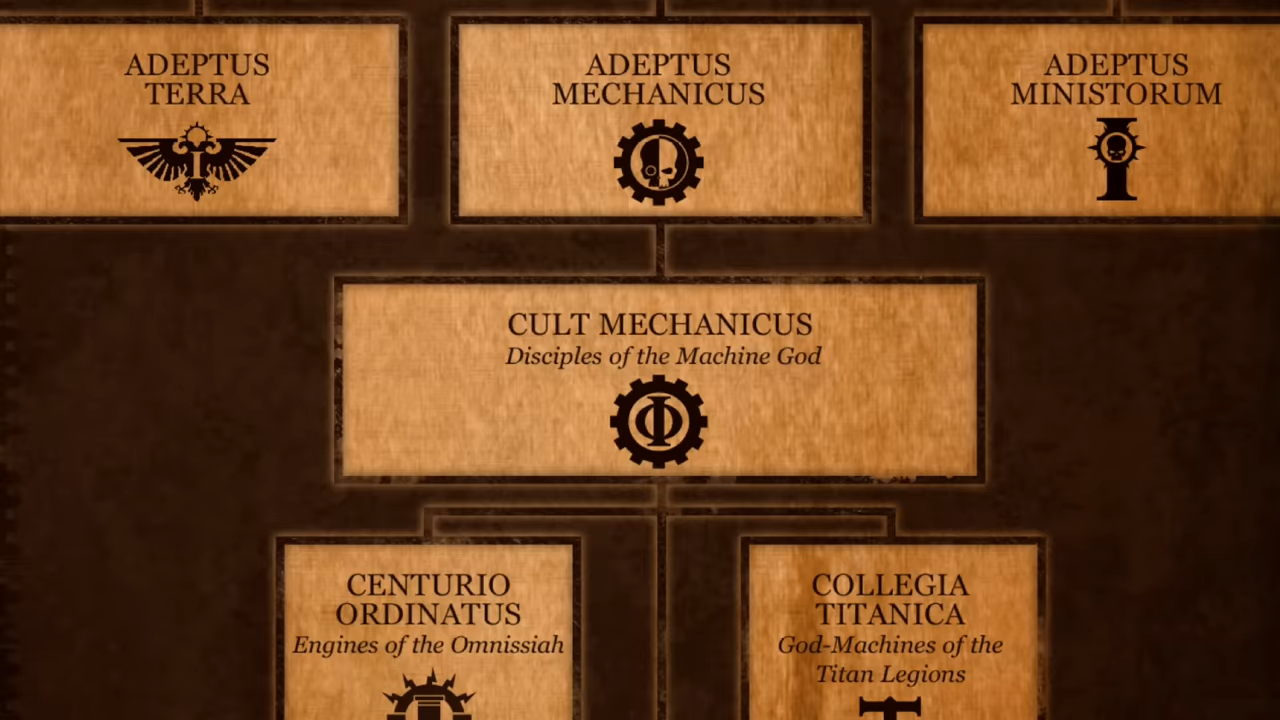 ADEPTUS
TERRA
ADEPTUS
MECHANICUS
ADEPTUS
MINISTORUM
CULT MECHANICUS
Disciples of the Machine God
CENTURIO
ORDINATUS
Engines of the Omnissiah
COLLEGIA
TITANICA
God-Machines of the
Titan Legions